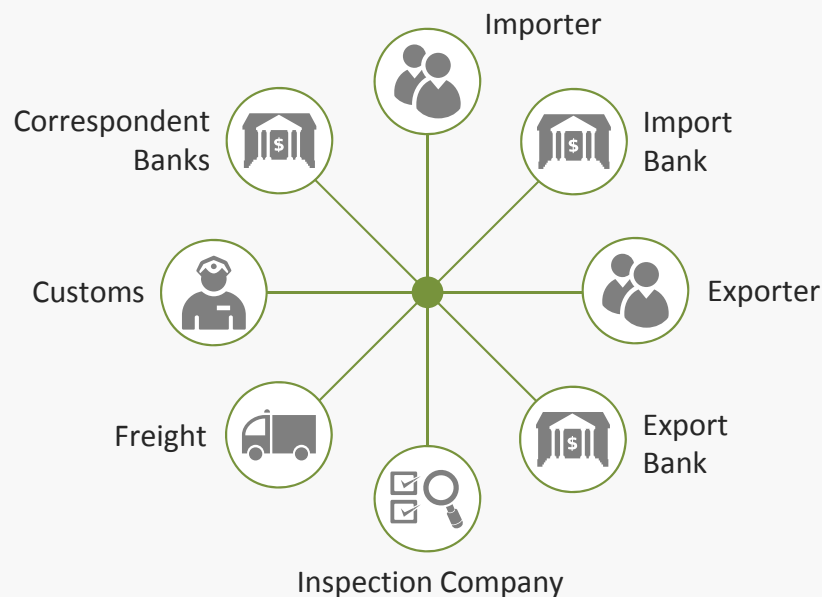 Importer
Correspondent
Banks
Import
Bank
Customs
Exporter
Freight
Export
Bank
Inspection Company
$
$
$